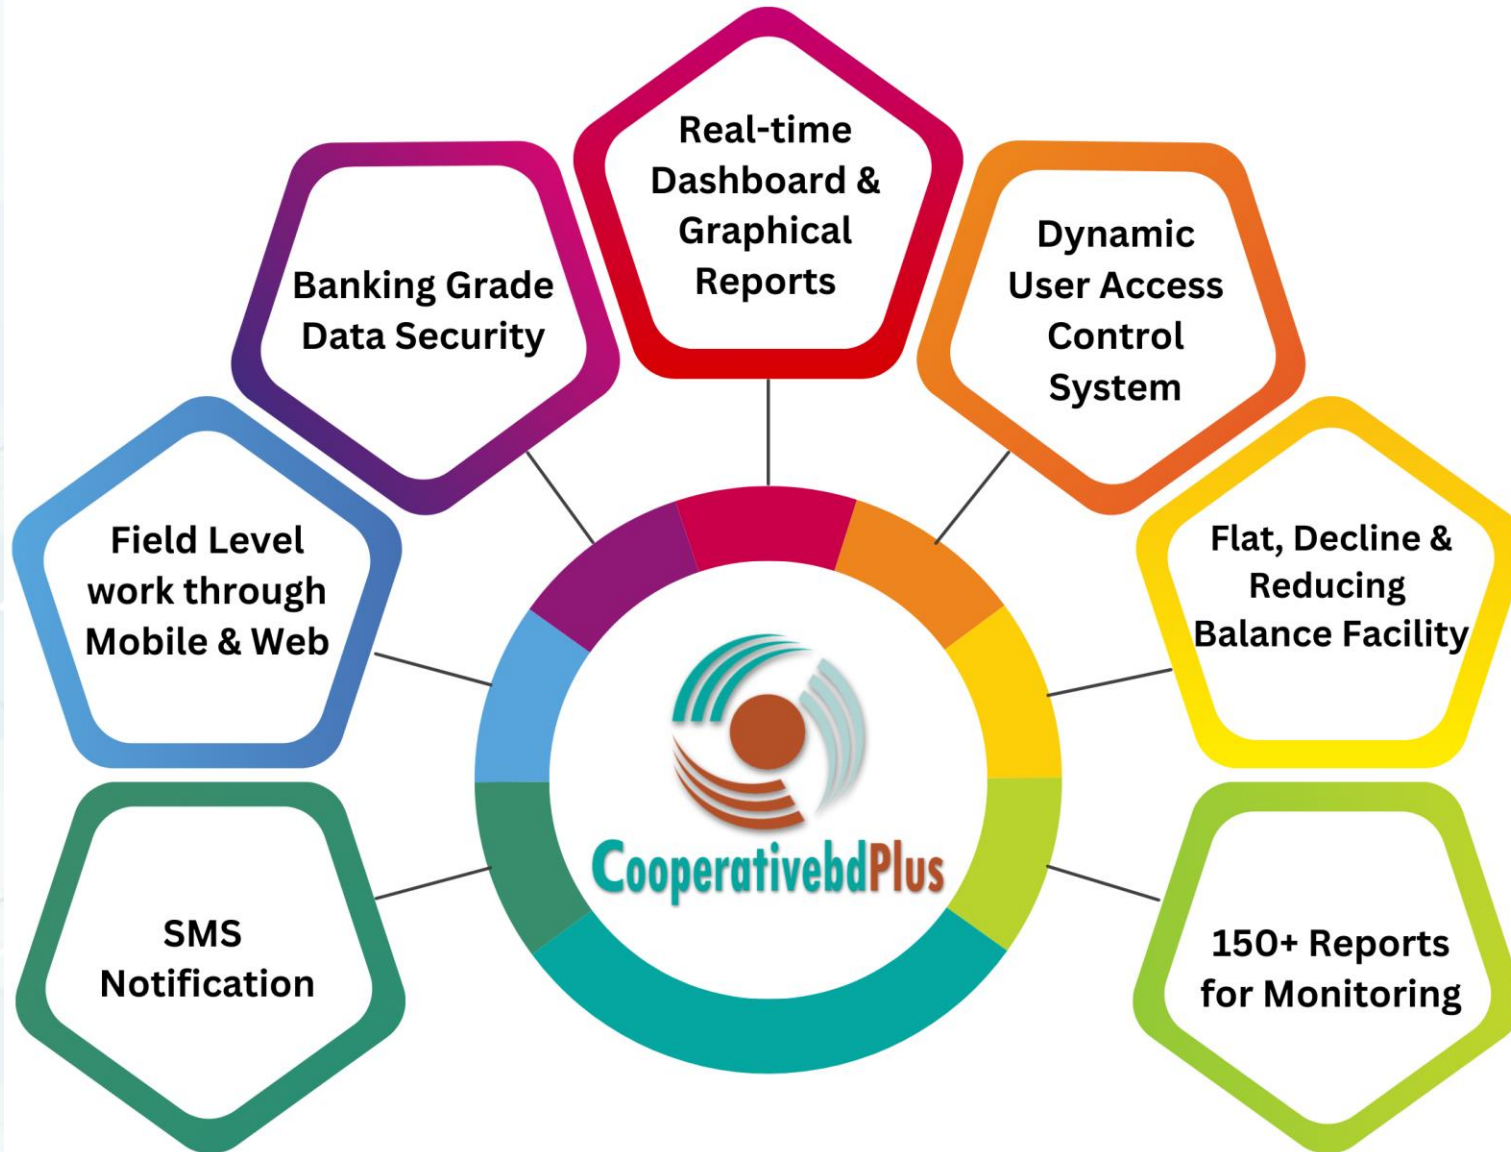 Real-time
Dashboard &
Graphical
Reports
Banking Grade
Data Security
Dynamic
User Access
Control
System
Field Level
work through
Mobile & Web
Flat, Decline &
Reducing
Balance Facility
CooperativebdPlus
SMS
Notification
150+ Reports
for Monitoring